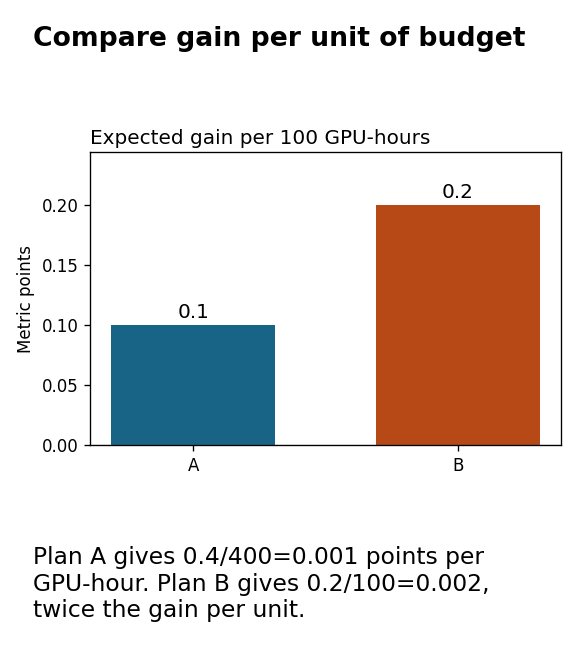 Compare gain per unit of budget
Expected gain per 100 GPU-hours
0.2
0.20
0.15
Metric points
0.1
0.10
0.05
0.00
A
B
Plan A gives 0.4/400=0.001 points per
GPU-hour. Plan B gives 0.2/100=0.002,
twice the gain per unit.